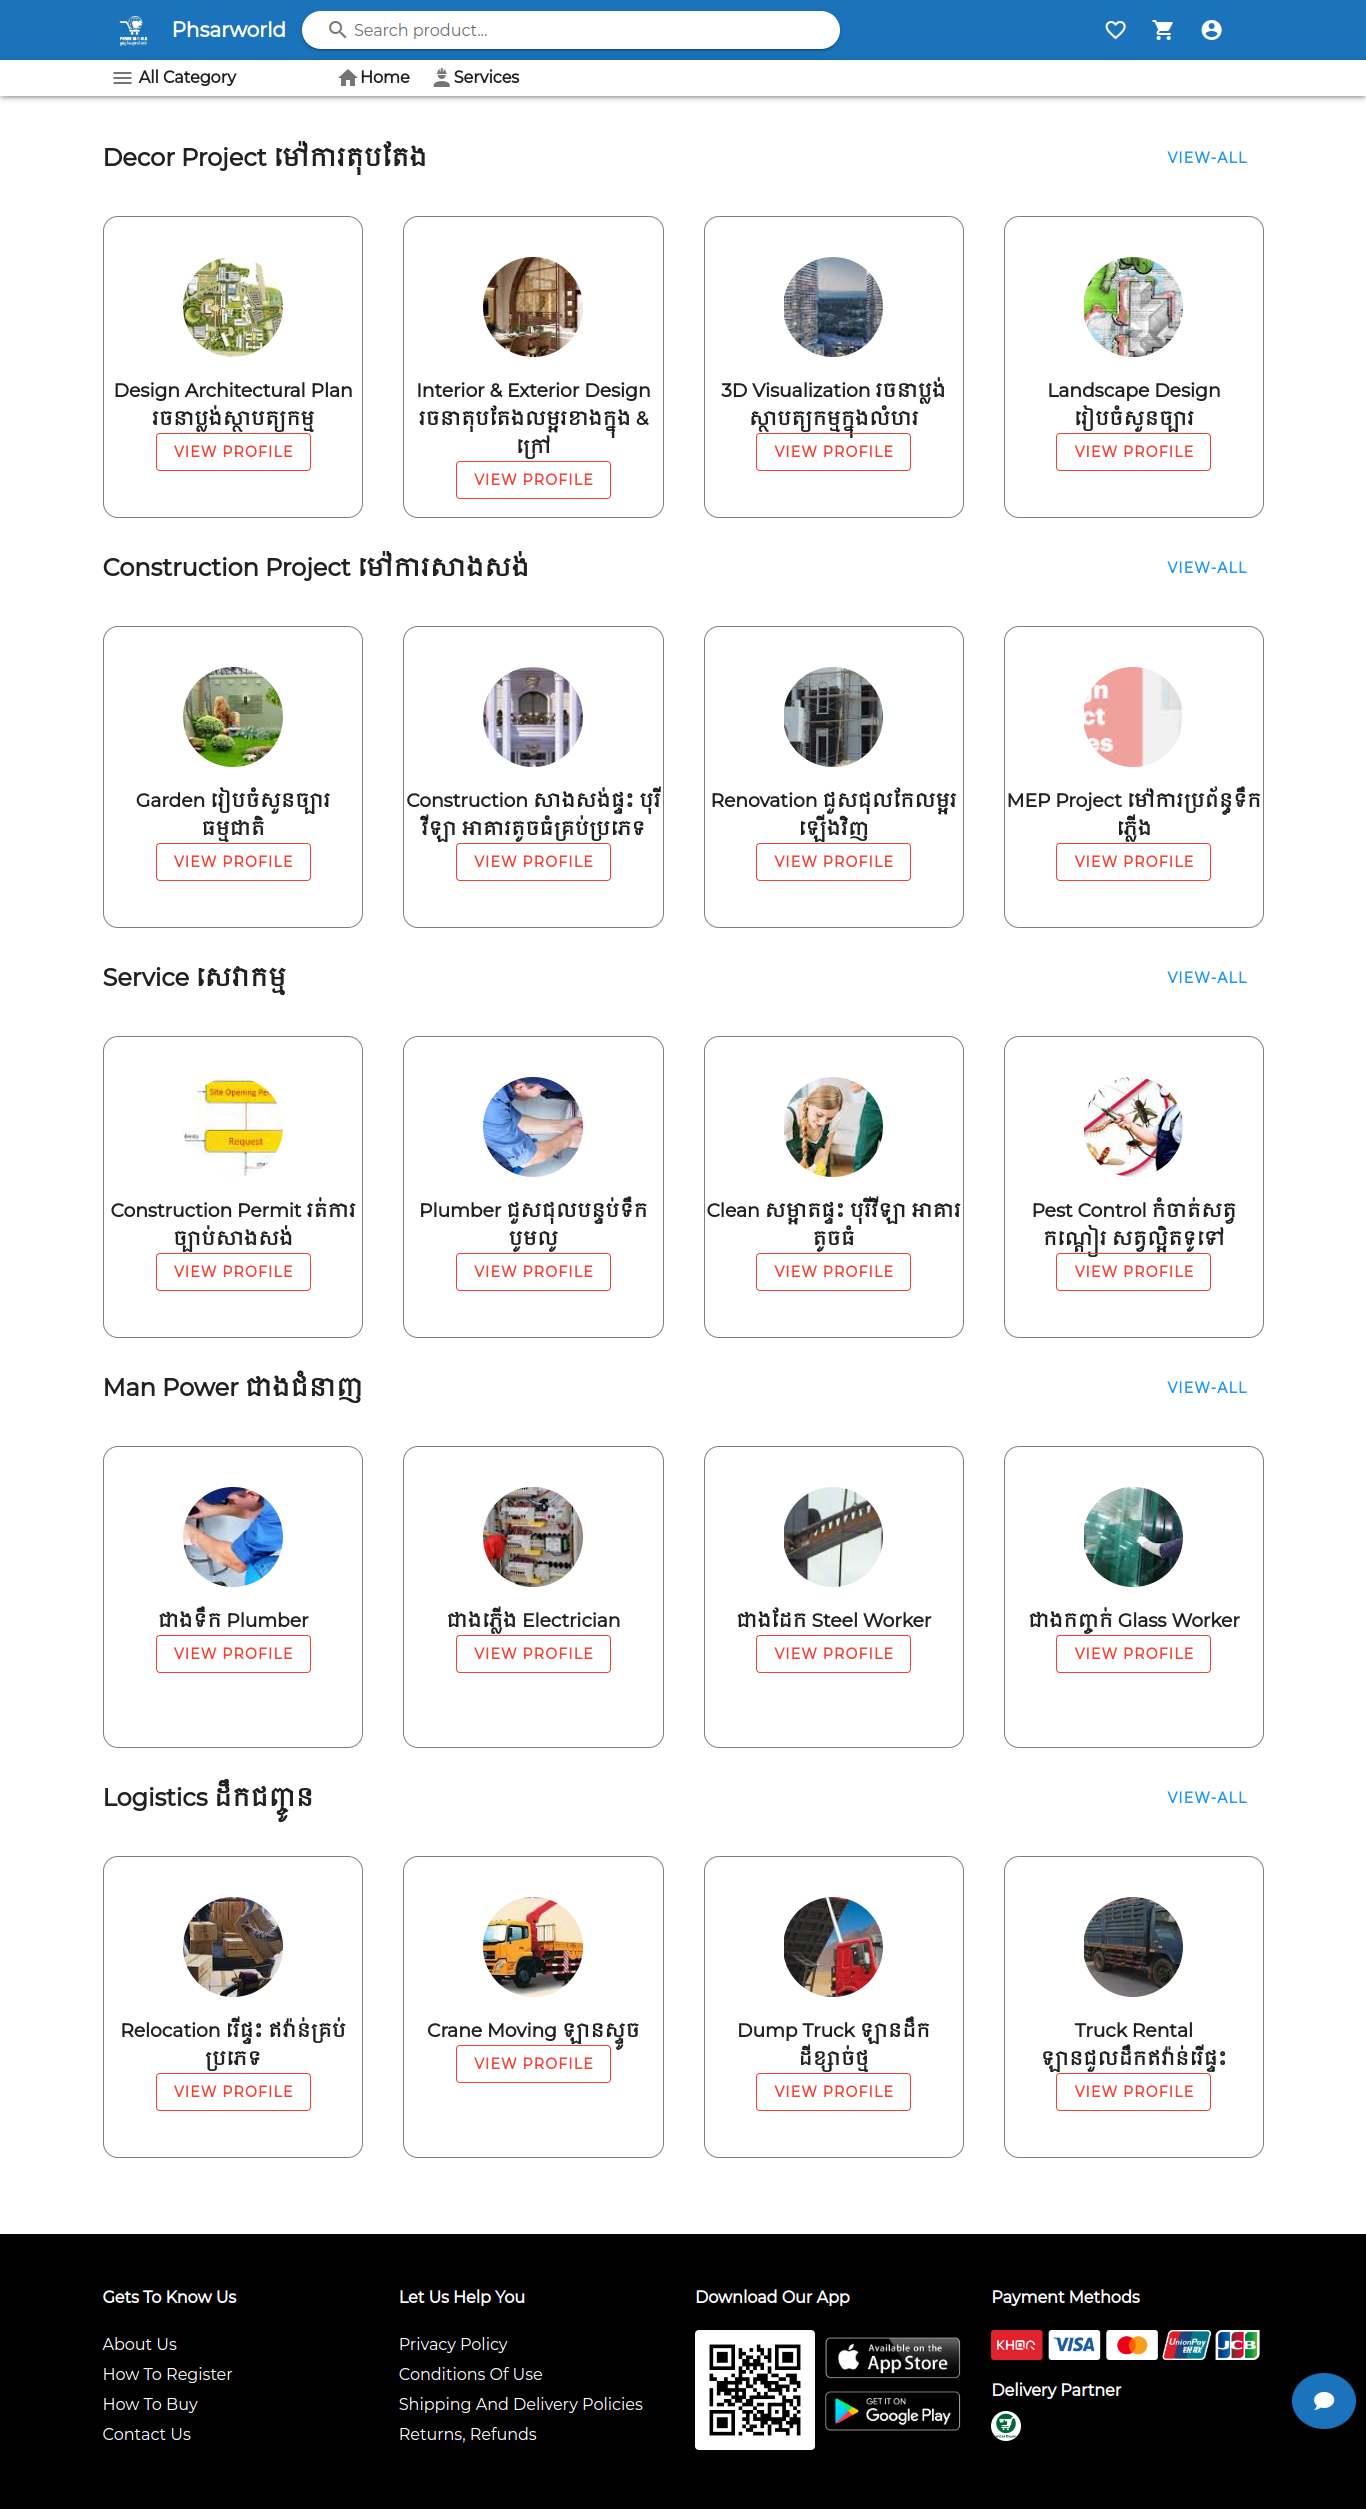 Phsarworld
Search product...
All Category
Home
Services
Decor Project ម៉ៅការតុបតែង
VIEW-ALL
Design Architectural Plan
រចនាប្លង់ស្ថាបត្យកម្ម
VIEW PROFILE
Interior & Exterior Design
រចនាតុបតែងលម្អរខាងក្នុង &
ក្រៅ
VIEW PROFILE
3D Visualization រចនាប្លង់
ស្ថាបត្យកម្មក្នុងលំហារ
VIEW PROFILE
Landscape Design
រៀបចំសួនច្បារ
VIEW PROFILE
Construction Project ម៉ៅការសាងសង់
VIEW-ALL
Garden រៀបចំសួនច្បារ
ធម្មជាតិ
VIEW PROFILE
Construction សាងសង់ផ្ទះ បុរី
វីឡា អាគារតូចធំគ្រប់ប្រភេទ
VIEW PROFILE
Renovation ជួសជុលកែលម្អរ
ឡើងវិញ
VIEW PROFILE
MEP Project ម៉ៅការប្រព័ន្ធទឹក
ភ្លើង
VIEW PROFILE
Service សេវាកម្ម
VIEW-ALL
Site Opening Pe
Request
Construction Permit រត់ការ
ច្បាប់សាងសង់
VIEW PROFILE
Plumber ជួសជុលបន្ទប់ទឹក
បូមលូ
VIEW PROFILE
Clean សម្អាតផ្ទះ បុរីវីឡា អាគារ
តូចធំ
VIEW PROFILE
Pest Control កំចាត់សត្វ
កណ្តៀរ សត្វល្អិតទូទៅ
VIEW PROFILE
Man Power ជាងជំនាញ
VIEW-ALL
ជាងទឹក Plumber
VIEW PROFILE
ជាងភ្លើង Electrician
VIEW PROFILE
ជាងដែក Steel Worker
VIEW PROFILE
ជាងកញ្ចក់ Glass Worker
VIEW PROFILE
Logistics ដឹកជញ្ជូន
VIEW-ALL
Relocation រើផ្ទះ ឥវ៉ាន់គ្រប់
ប្រភេទ
VIEW PROFILE
Crane Moving ឡានស្ទូច
VIEW PROFILE
Dump Truck ឡានដឹក
ដីខ្សាច់ថ្ម
VIEW PROFILE
Truck Rental
ឡានជួលដឹកឥវ៉ាន់រើផ្ទះ
VIEW PROFILE
Gets To Know Us
About Us
How To Register
How To Buy
Contact Us
Let Us Help You
Privacy Policy
Conditions Of Use
Shipping And Delivery Policies
Returns, Refunds
Download Our App
Available on the
App Store
GET IT ON
Google Play
Payment Methods
KHQR
VISA
UnionPay
银联
JCB
Delivery Partner